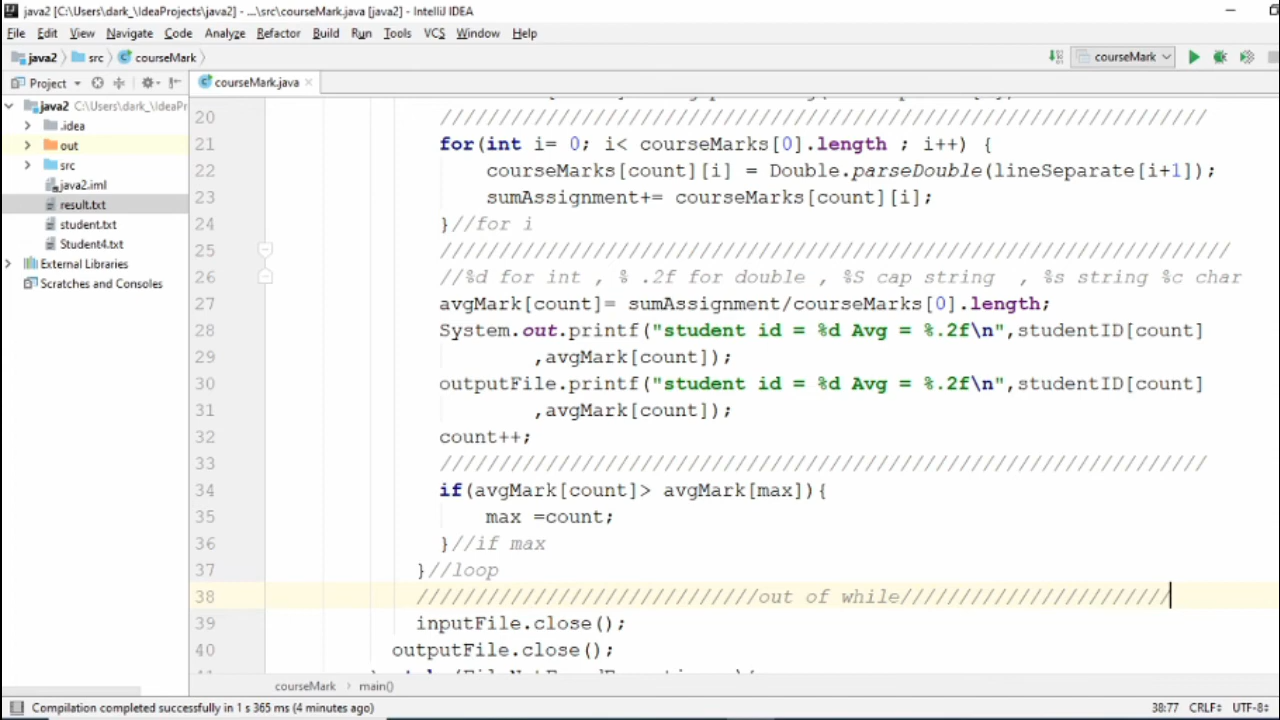 java2 [C:\Users\dark_\IdeaProjects\java2] - ...\src\courseMark.java [java2] - IntelliJ IDEA
File Edit View Navigate Code Analyze Refactor Build Run Tools VCS Window Help
java2 src courseMark courseMark
Project courseMark.java
java2 C:\Users\dark_\IdeaPr
.idea
out
src
java2.iml
result.txt
student.txt
Student4.txt
External Libraries
Scratches and Consoles
20 /////////////////////////////////////////////////////////////////
21 for(int i= 0; i< courseMarks[0].length ; i++) {
22 courseMarks[count][i] = Double.parseDouble(lineSeparate[i+1]);
23 sumAssignment+= courseMarks[count][i];
24 }//for i
25 ///////////////////////////////////////////////////////////////////
26 //%d for int , % .2f for double , %S cap string  , %s string %c char
27 avgMark[count]= sumAssignment/courseMarks[0].length;
28 System.out.printf("student id = %d Avg = %.2f\n",studentID[count]
29 ,avgMark[count]);
30 outputFile.printf("student id = %d Avg = %.2f\n",studentID[count]
31 ,avgMark[count]);
32 count++;
33 /////////////////////////////////////////////////////////////////
34 if(avgMark[count]> avgMark[max]){
35 max =count;
36 }//if max
37 }//loop
38 /////////////////////////////out of while///////////////////////
39 inputFile.close();
40 outputFile.close();
courseMark main()
Compilation completed successfully in 1 s 365 ms (4 minutes ago) 38:77 CRLF UTF-8